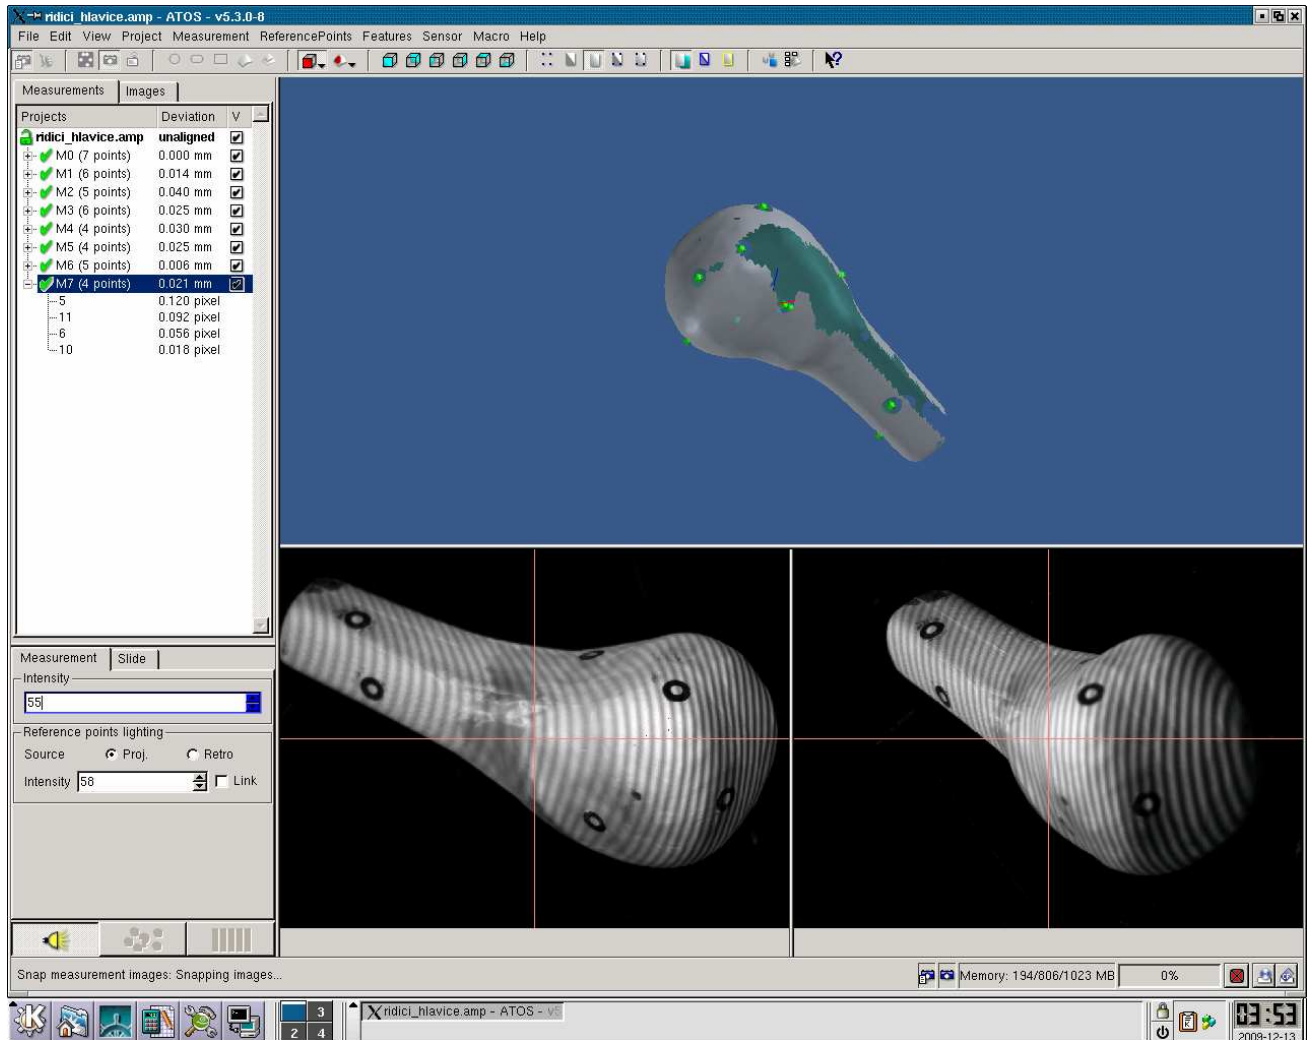 ridici_hlavice.amp - ATOS - v5.3.0-8
File Edit View Project Measurement ReferencePoints Features Sensor Macro Help
Measurements Images
Projects Deviation V
ridici_hlavice.amp unaligned
M0 (7 points) 0.000 mm
M1 (6 points) 0.014 mm
M2 (5 points) 0.040 mm
M3 (6 points) 0.025 mm
M4 (4 points) 0.030 mm
M5 (4 points) 0.025 mm
M6 (5 points) 0.006 mm
M7 (4 points) 0.021 mm
5 0.120 pixel
11 0.092 pixel
6 0.056 pixel
10 0.018 pixel
Measurement Slide
Intensity
55
Reference points lighting
Source Proj. Retro
Intensity 58 Link
Snap measurement images: Snapping images...
Memory: 194/806/1023 MB 0%
3
2 4
ridici_hlavice.amp - ATOS - v5
03:53
2009-12-13